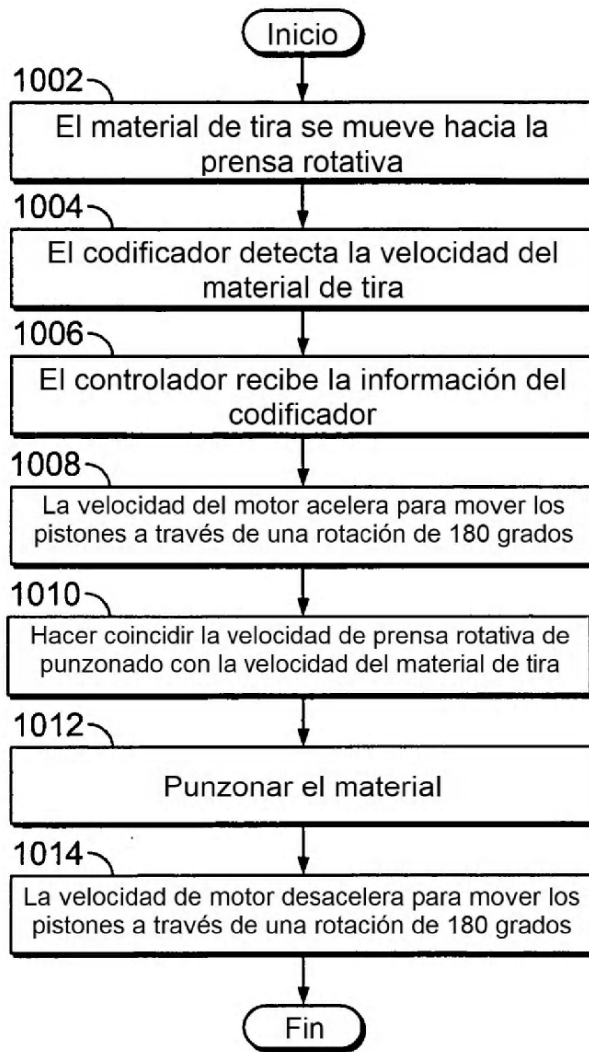 Inicio
1002
El material de tira se mueve hacia la
prensa rotativa
1004
El codificador detecta la velocidad del
material de tira
1006
El controlador recibe la información del
codificador
1008
La velocidad del motor acelera para mover los
pistones a través de una rotación de 180 grados
1010
Hacer coincidir la velocidad de prensa rotativa de
punzonado con la velocidad del material de tira
1012
Punzonar el material
1014
La velocidad de motor desacelera para mover los
pistones a través de una rotación de 180 grados
Fin